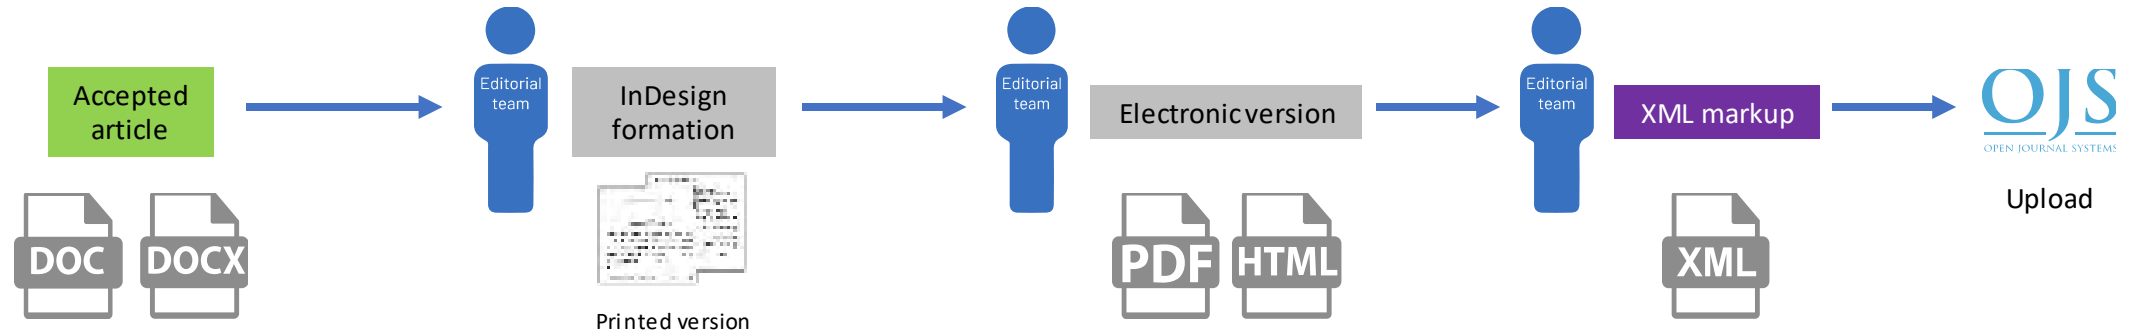 Accepted
article
DOC
DOCX
Editorial
team
InDesign
formation
Printed version
Editorial
team
Electronic version
PDF
HTML
Editorial
team
XML markup
XML
OJS
OPEN JOURNAL SYSTEMS
Upload